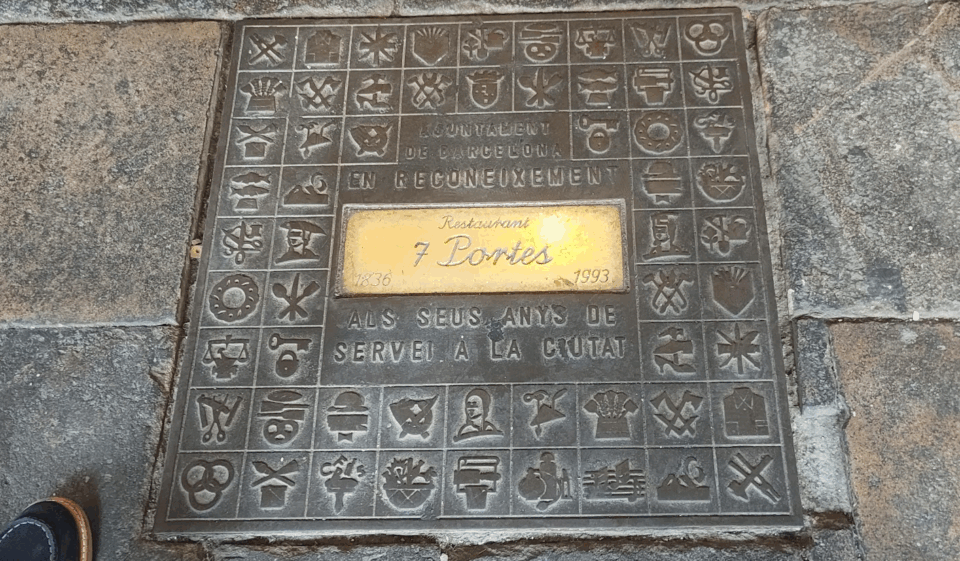 AJUNTAMENT
DE BARCELONA
EN RECONEIXEMENT
Restaurant
7 Portes
1836 1993
ALS SEUS ANYS DE
SERVEI A LA CIUTAT